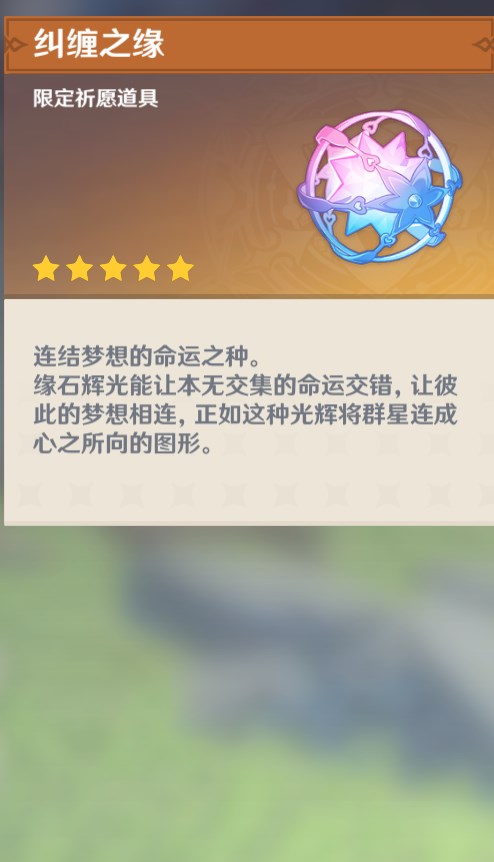 纠缠之缘
限定祈愿道具
连结梦想的命运之种。
缘石辉光能让本无交集的命运交错，让彼
此的梦想相连，正如这种光辉将群星连成
心之所向的图形。